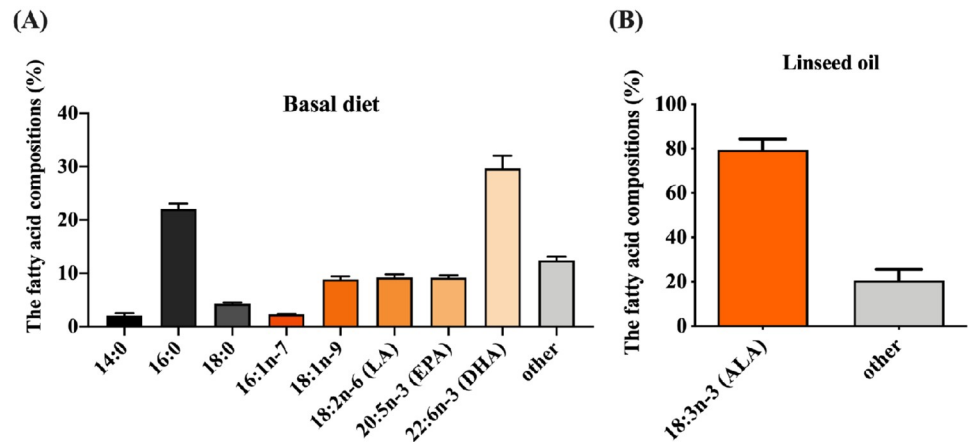 (A)
Basal diet
The fatty acid compositions (%)
40
30
20
10
0
14:0
16:0
18:0
16:1n-7
18:1n-9
18:2n-6 (LA)
20:5n-3 (EPA)
22:6n-3 (DHA)
other
(B)
Linseed oil
The fatty acid compositions (%)
100
80
60
40
20
0
18:3n-3 (ALA)
other